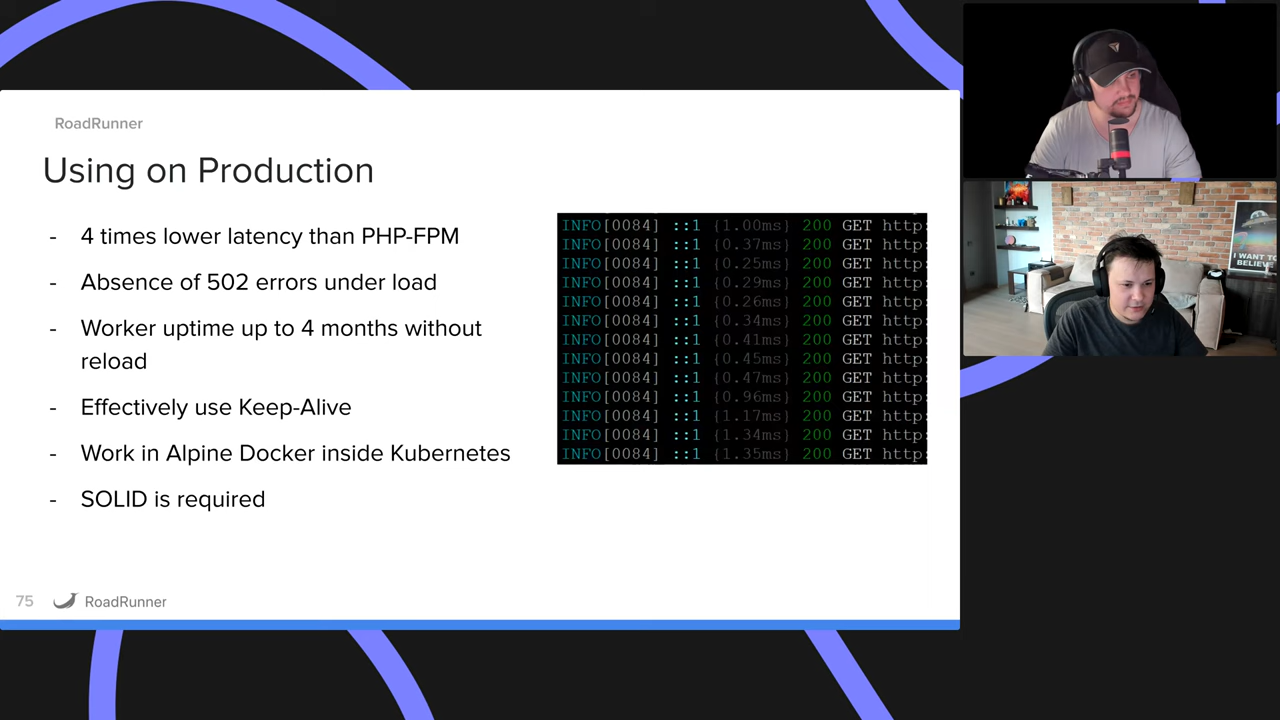 RoadRunner
Using on Production
- 4 times lower latency than PHP-FPM
- Absence of 502 errors under load
- Worker uptime up to 4 months without
reload
- Effectively use Keep-Alive
- Work in Alpine Docker inside Kubernetes
- SOLID is required
INFO[0084] ::1 {1.00ms} 200 GET http:
INFO[0084] ::1 {0.37ms} 200 GET http:
INFO[0084] ::1 {0.25ms} 200 GET http:
INFO[0084] ::1 {0.29ms} 200 GET http:
INFO[0084] ::1 {0.26ms} 200 GET http:
INFO[0084] ::1 {0.34ms} 200 GET http:
INFO[0084] ::1 {0.41ms} 200 GET http:
INFO[0084] ::1 {0.45ms} 200 GET http:
INFO[0084] ::1 {0.47ms} 200 GET http:
INFO[0084] ::1 {0.96ms} 200 GET http:
INFO[0084] ::1 {1.17ms} 200 GET http:
INFO[0084] ::1 {1.34ms} 200 GET http:
INFO[0084] ::1 {1.35ms} 200 GET http:
75 RoadRunner
I WANT TO
BELIEVE